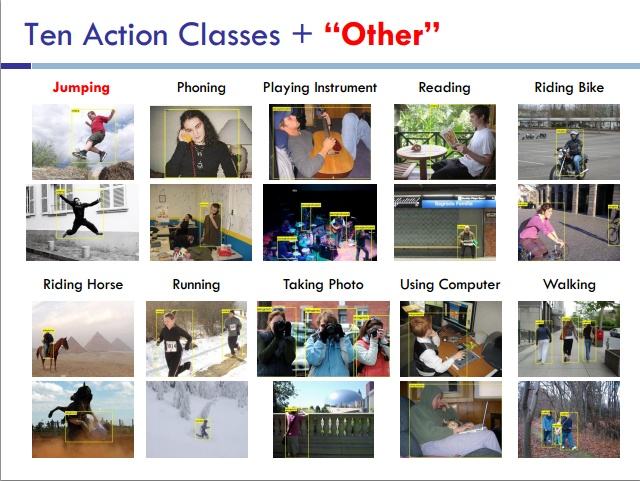 Ten Action Classes + “Other”
Jumping Phoning Playing Instrument Reading Riding Bike
Riding Horse Running Taking Photo Using Computer Walking